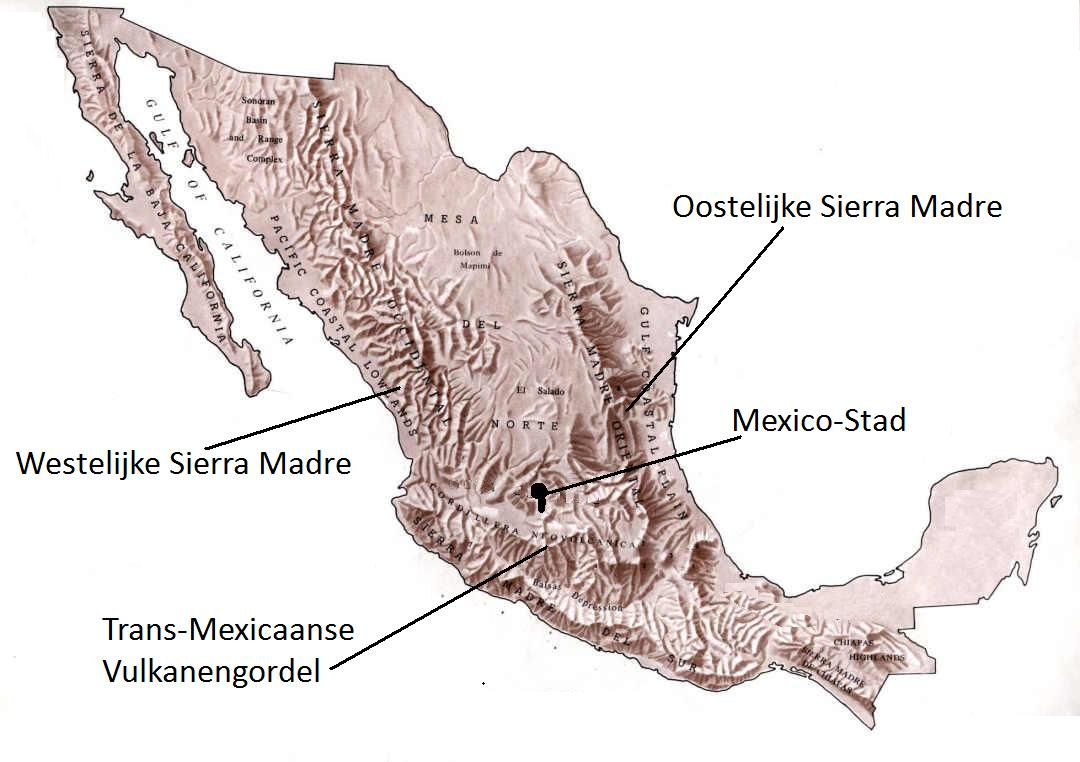 SIERRA DE LA BAJA CALIFORNIA
GULF OF CALIFORNIA
Sonoran
Basin
and Range
Complex
SIERRA MADRE OCCIDENTAL
PACIFIC COASTAL LOWLANDS
MESA
Bolson de
Mapimi
DEL
El Salado
NORTE
SIERRA MADRE ORIENTAL
GULF COASTAL PLAIN
Oostelijke Sierra Madre
Mexico-Stad
Westelijke Sierra Madre
CORDILLERA NEOVOLCANICA
SIERRA MADRE DEL SUR
Balsas Depression
Trans-Mexicaanse
Vulkanengordel
CHIAPAS
HIGHLANDS
SIERRA MADRE
DE CHIAPAS